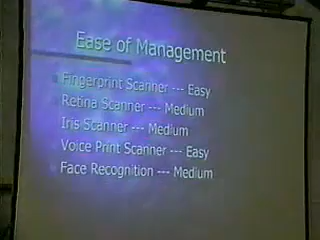 Ease of Management
Fingerprint Scanner --- Easy
Retina Scanner --- Medium
Iris Scanner --- Medium
Voice Print Scanner --- Easy
Face Recognition --- Medium